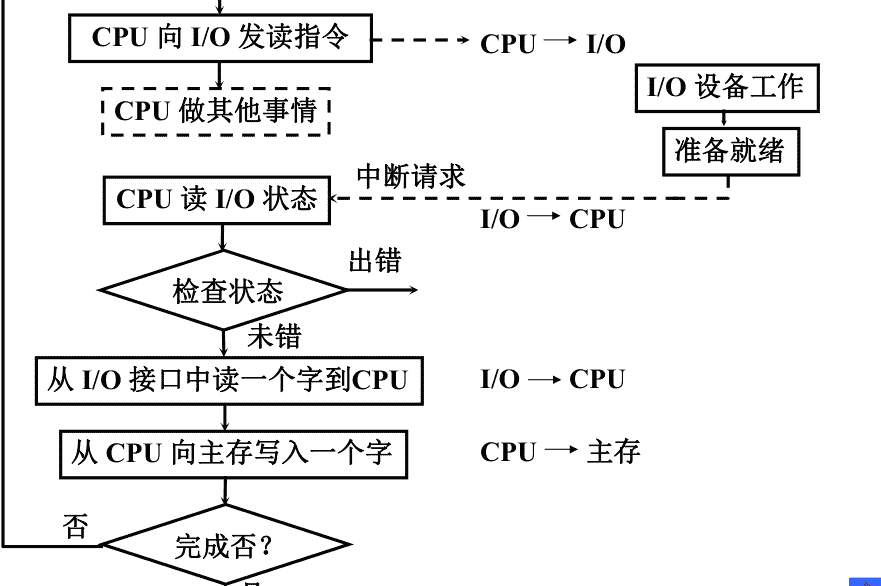 CPU 向 I/O 发读指令
CPU → I/O
I/O 设备工作
CPU 做其他事情
准备就绪
中断请求
CPU 读 I/O 状态
I/O → CPU
出错
检查状态
未错
从 I/O 接口中读一个字到CPU
I/O → CPU
从 CPU 向主存写入一个字
CPU → 主存
否
完成否？